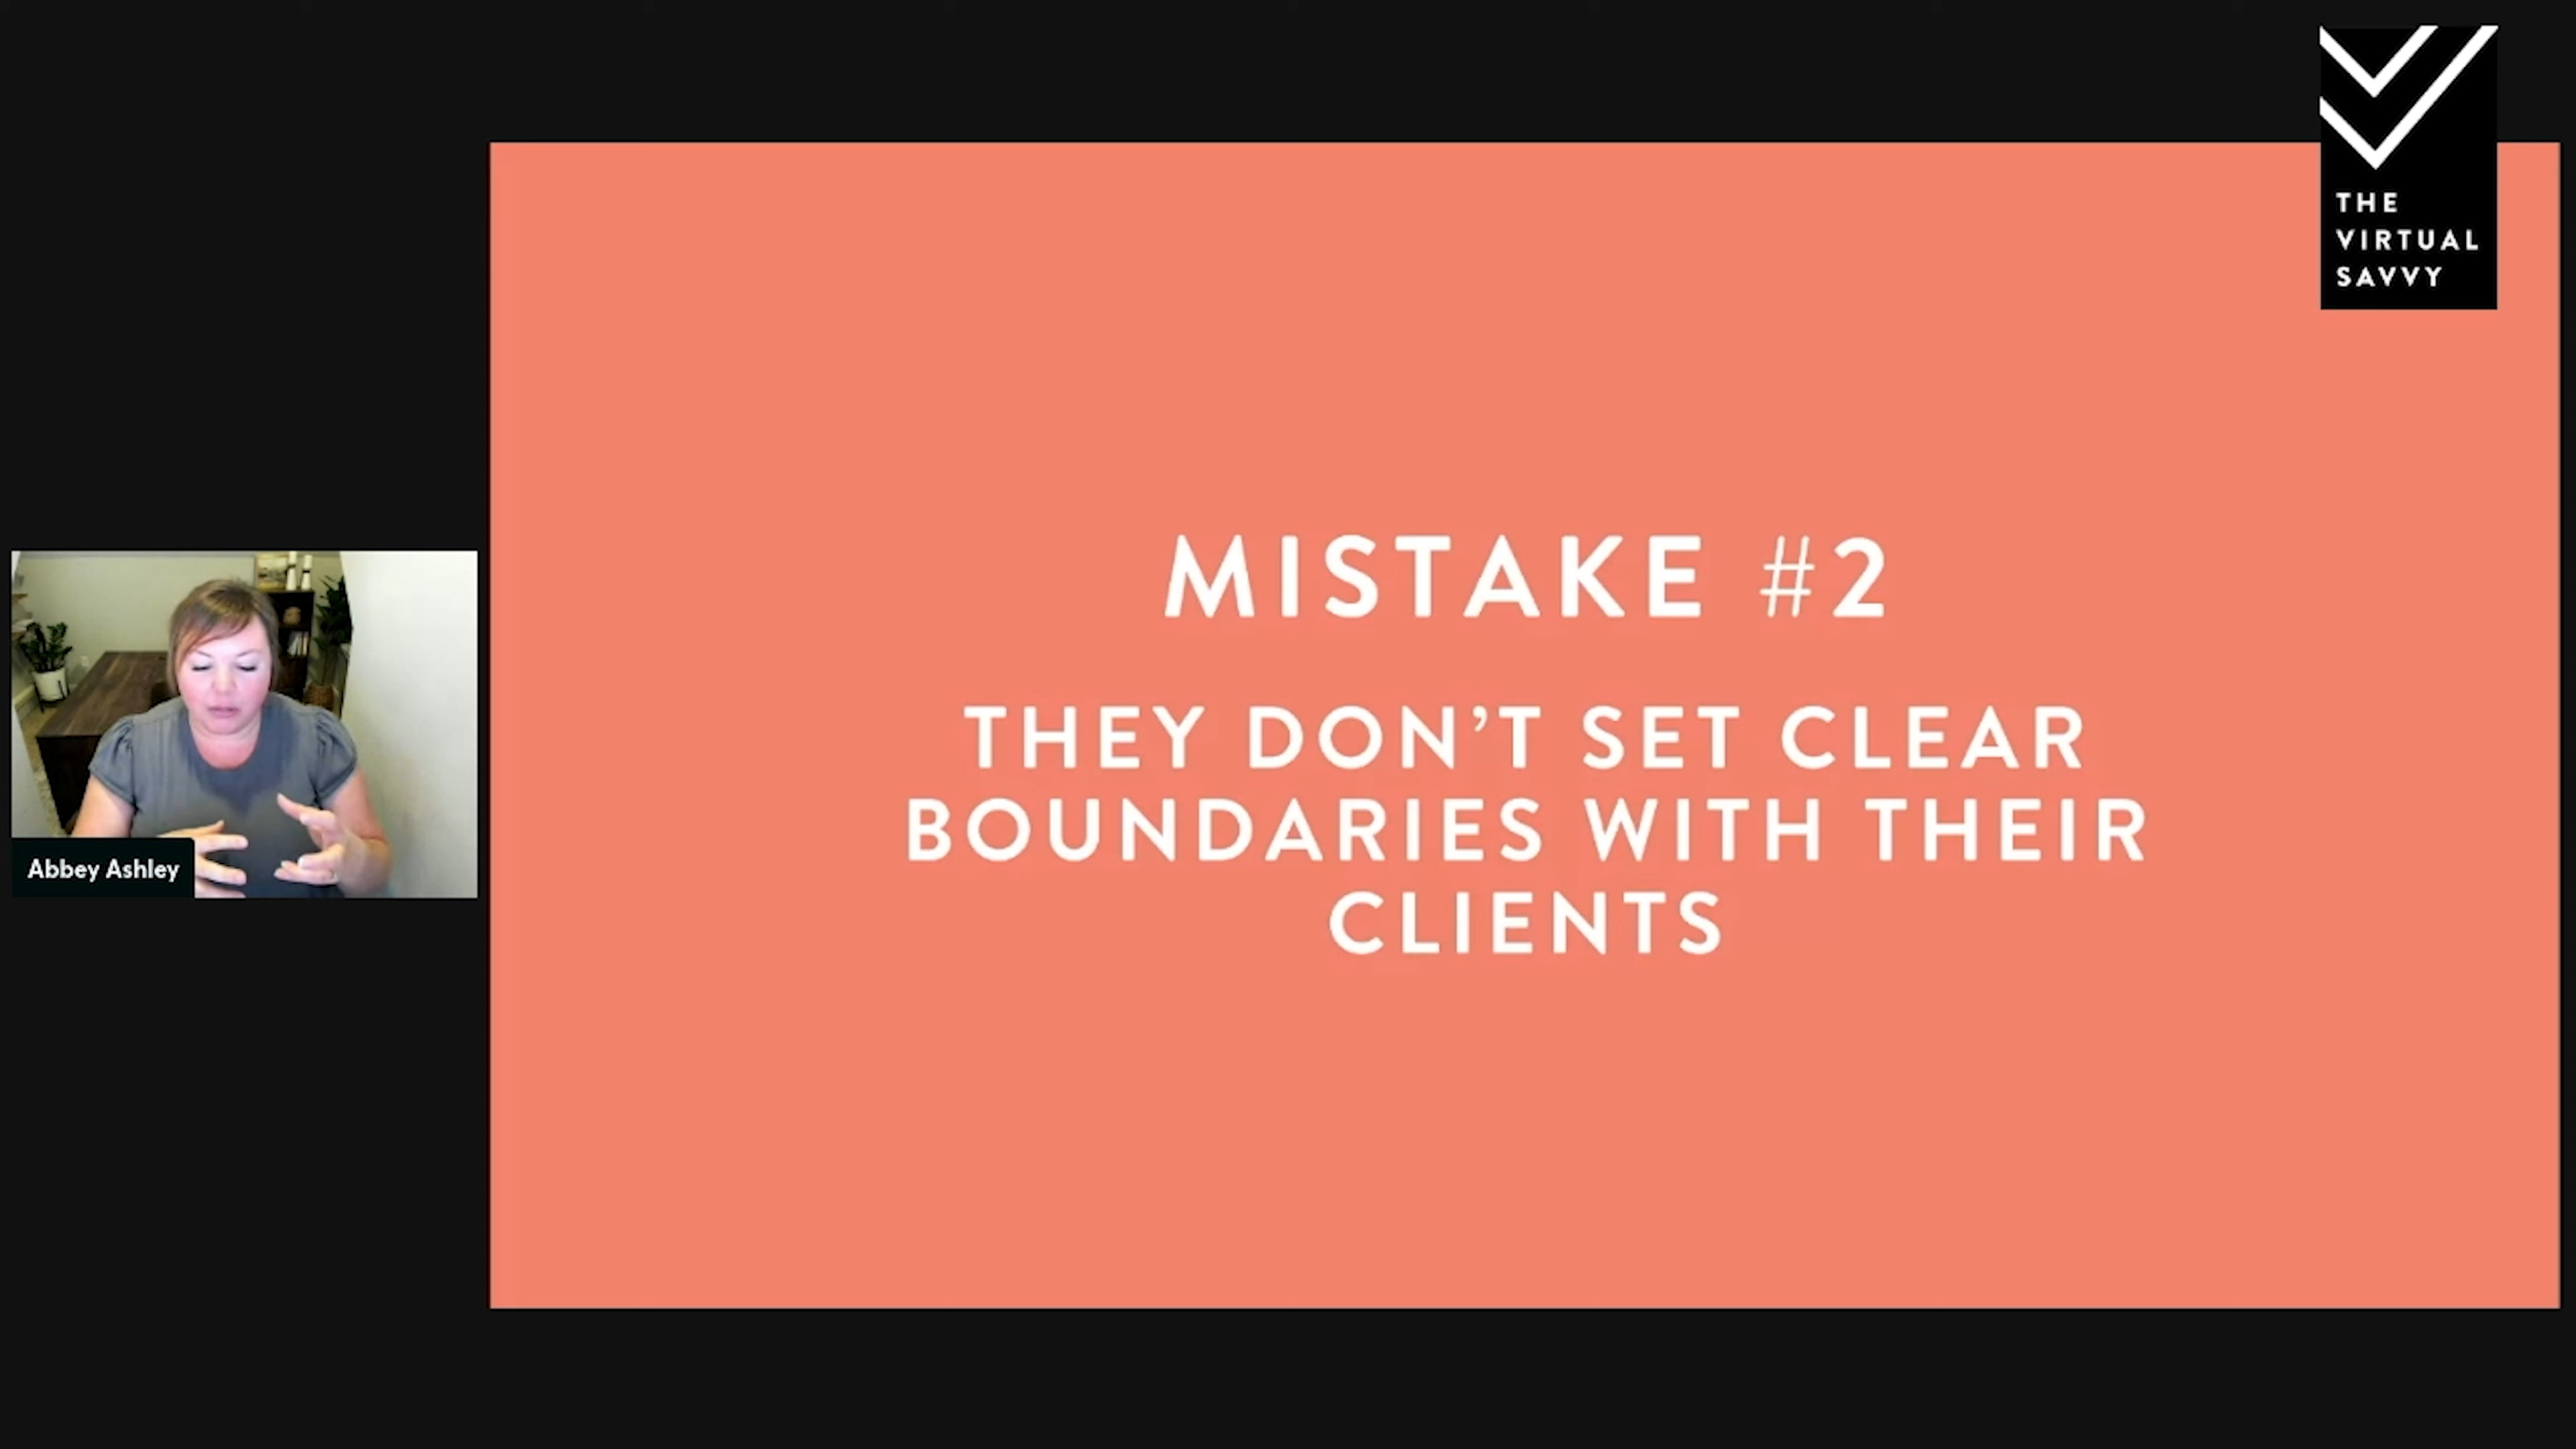 THE
VIRTUAL
SAVVY
MISTAKE #2
THEY DON’T SET CLEAR
BOUNDARIES WITH THEIR
CLIENTS
Abbey Ashley